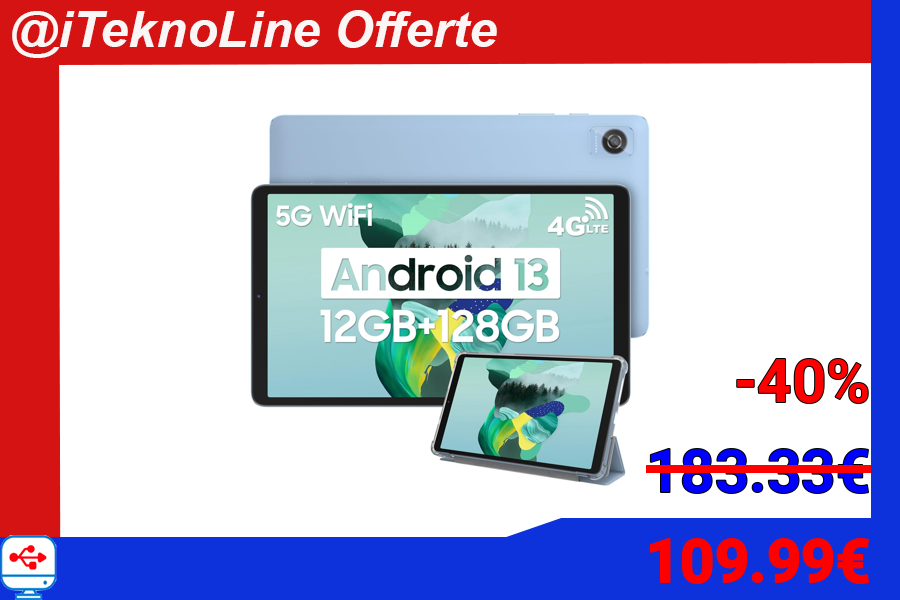 @iTeknoLine Offerte
5G WiFi
4G LTE
Android 13
12GB+128GB
-40%
183.33€
109.99€